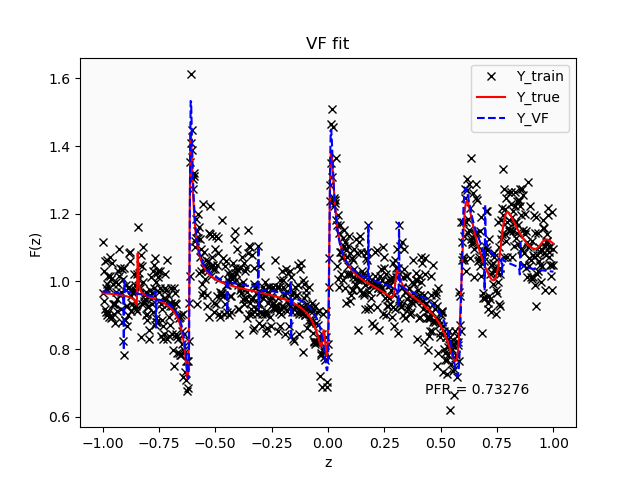 VF fit
Y_train
Y_true
Y_VF
F(z)
1.6
1.4
1.2
1.0
0.8
0.6
PFR = 0.73276
−1.00 −0.75 −0.50 −0.25 0.00 0.25 0.50 0.75 1.00
z